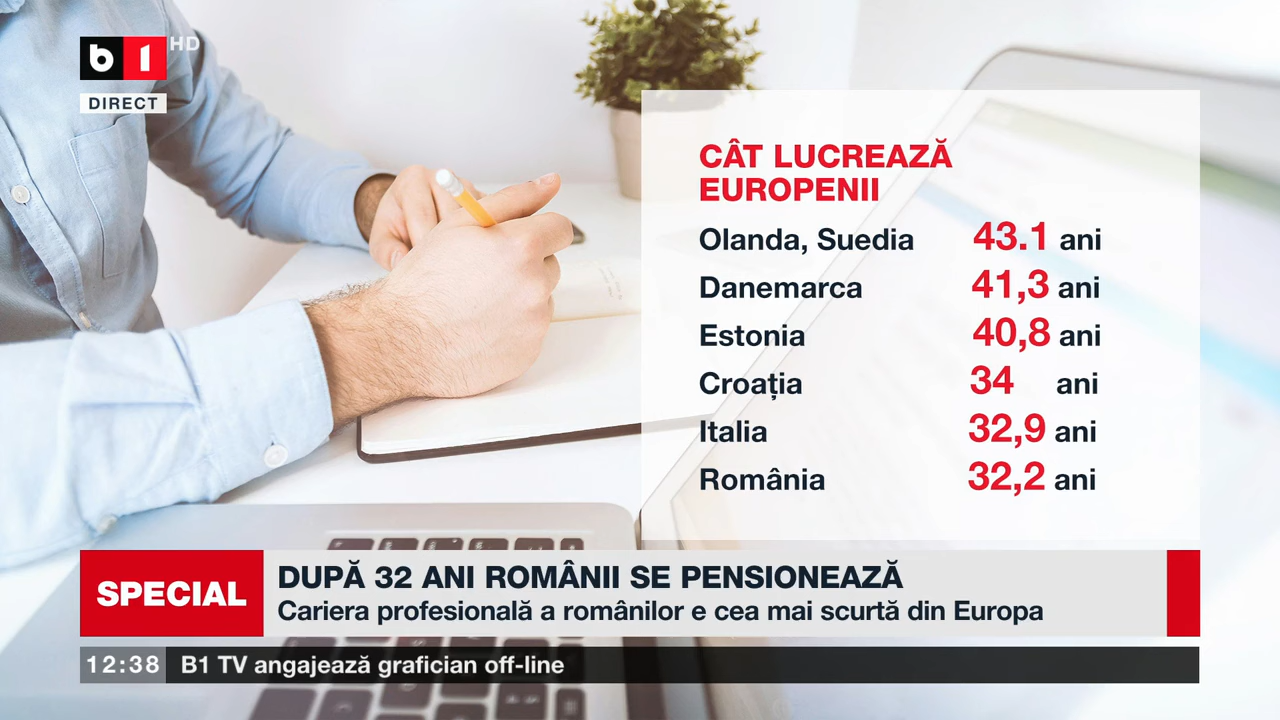 b1 HD
DIRECT
CÂT LUCREAZĂ
EUROPENII
Olanda, Suedia 43.1 ani
Danemarca 41,3 ani
Estonia 40,8 ani
Croația 34 ani
Italia 32,9 ani
România 32,2 ani
SPECIAL
DUPĂ 32 ANI ROMÂNII SE PENSIONEAZĂ
Cariera profesională a românilor e cea mai scurtă din Europa
12:38 B1 TV angajează grafician off-line